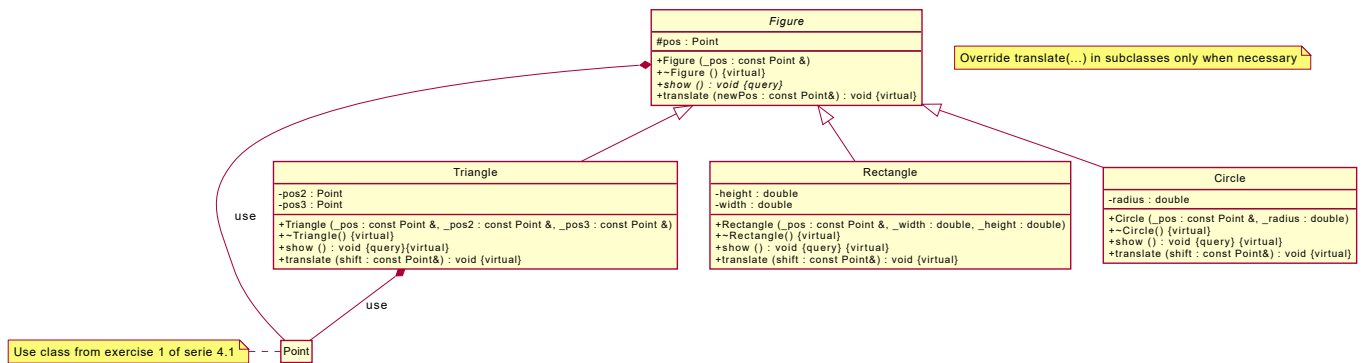 Figure
#pos : Point
+Figure (_pos : const Point &)
+~Figure () {virtual}
+show () : void {query}
+translate (newPos : const Point&) : void {virtual}
Override translate(...) in subclasses only when necessary
Triangle
-pos2 : Point
-pos3 : Point
+Triangle (_pos : const Point &, _pos2 : const Point &, _pos3 : const Point &)
+~Triangle() {virtual}
+show () : void {query}{virtual}
+translate (shift : const Point&) : void {virtual}
Rectangle
-height : double
-width : double
+Rectangle (_pos : const Point &, _width : double, _height : double)
+~Rectangle() {virtual}
+show () : void {query} {virtual}
+translate (shift : const Point&) : void {virtual}
Circle
-radius : double
+Circle (_pos : const Point &, _radius : double)
+~Circle() {virtual}
+show () : void {query} {virtual}
+translate (shift : const Point&) : void {virtual}
use
use
Use class from exercise 1 of serie 4.1
Point